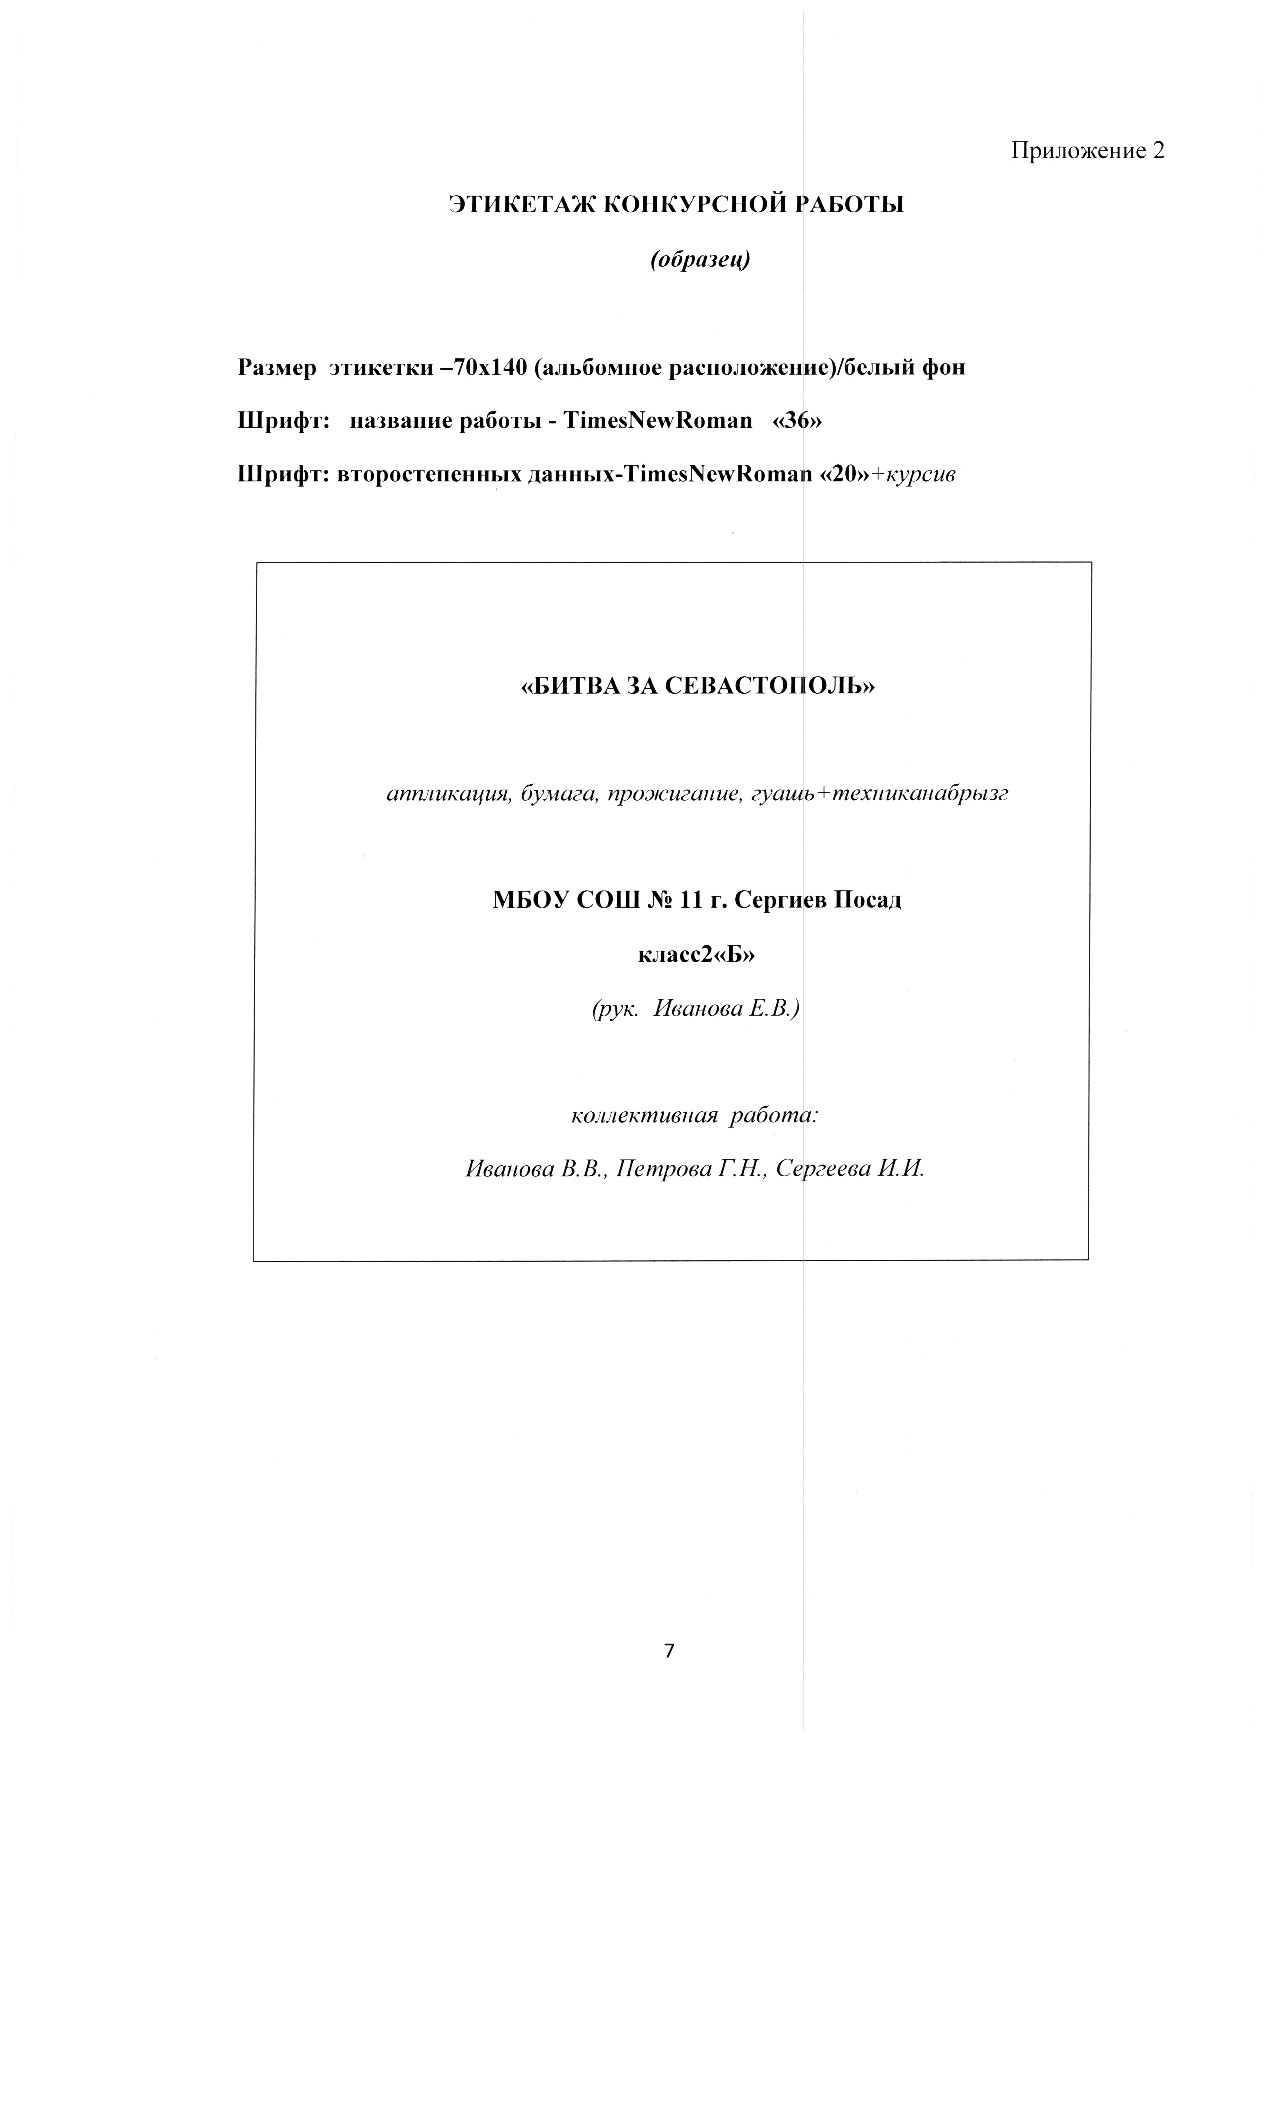 Приложение 2
ЭТИКЕТАЖ КОНКУРСНОЙ РАБОТЫ
(образец)
Размер этикетки –70х140 (альбомное расположение)/белый фон
Шрифт: название работы - TimesNewRoman «36»
Шрифт: второстепенных данных-TimesNewRoman «20»+курсив
«БИТВА ЗА СЕВАСТОПОЛЬ»
аппликация, бумага, прожигание, гуашь+техниканабрызг
МБОУ СОШ № 11 г. Сергиев Посад
класс2«Б»
(рук. Иванова Е.В.)
коллективная работа:
Иванова В.В., Петрова Г.Н., Сергеева И.И.
7